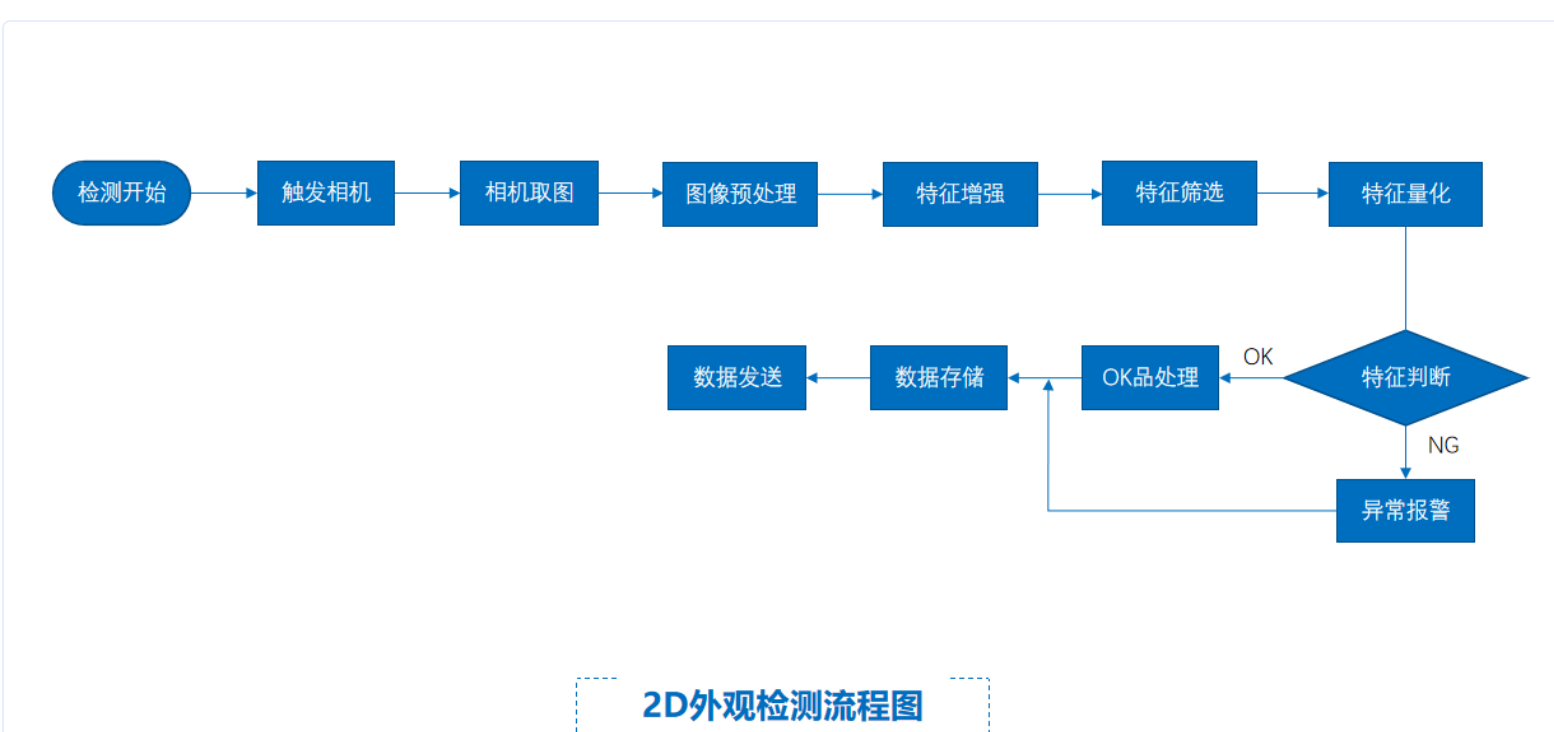 检测开始
触发相机
相机取图
图像预处理
特征增强
特征筛选
特征量化
数据发送
数据存储
OK品处理
OK
特征判断
NG
异常报警
2D外观检测流程图